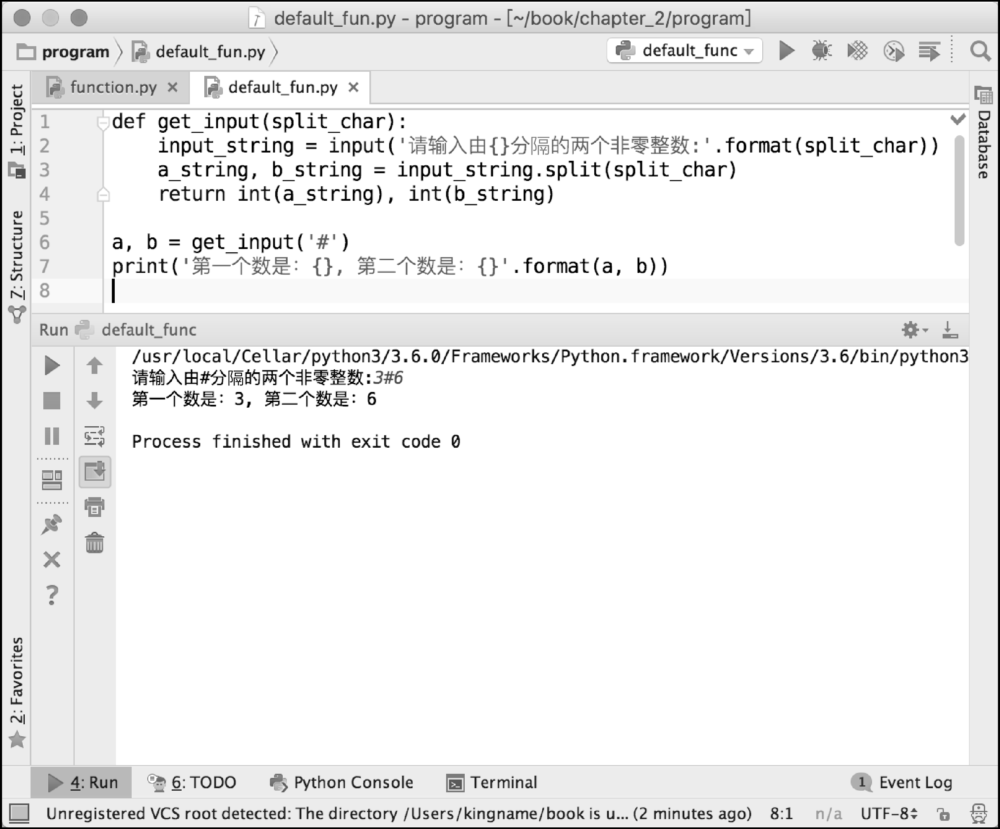 default_fun.py – program – [~/book/chapter_2/program]
program default_fun.py default_func
function.py default_fun.py
1: Project
7: Structure
2: Favorites
Database
1 def get_input(split_char):
2     input_string = input('请输入由{}分隔的两个非零整数:'.format(split_char))
3     a_string, b_string = input_string.split(split_char)
4     return int(a_string), int(b_string)
5
6 a, b = get_input('#')
7 print('第一个数是: {}, 第二个数是: {}'.format(a, b))
8
Run default_func
/usr/local/Cellar/python3/3.6.0/Frameworks/Python.framework/Versions/3.6/bin/python3
请输入由#分隔的两个非零整数:3#6
第一个数是: 3, 第二个数是: 6
Process finished with exit code 0
4: Run 6: TODO Python Console Terminal 1 Event Log
Unregistered VCS root detected: The directory /Users/kingname/book is u... (2 minutes ago) 8:1 n/a UTF-8